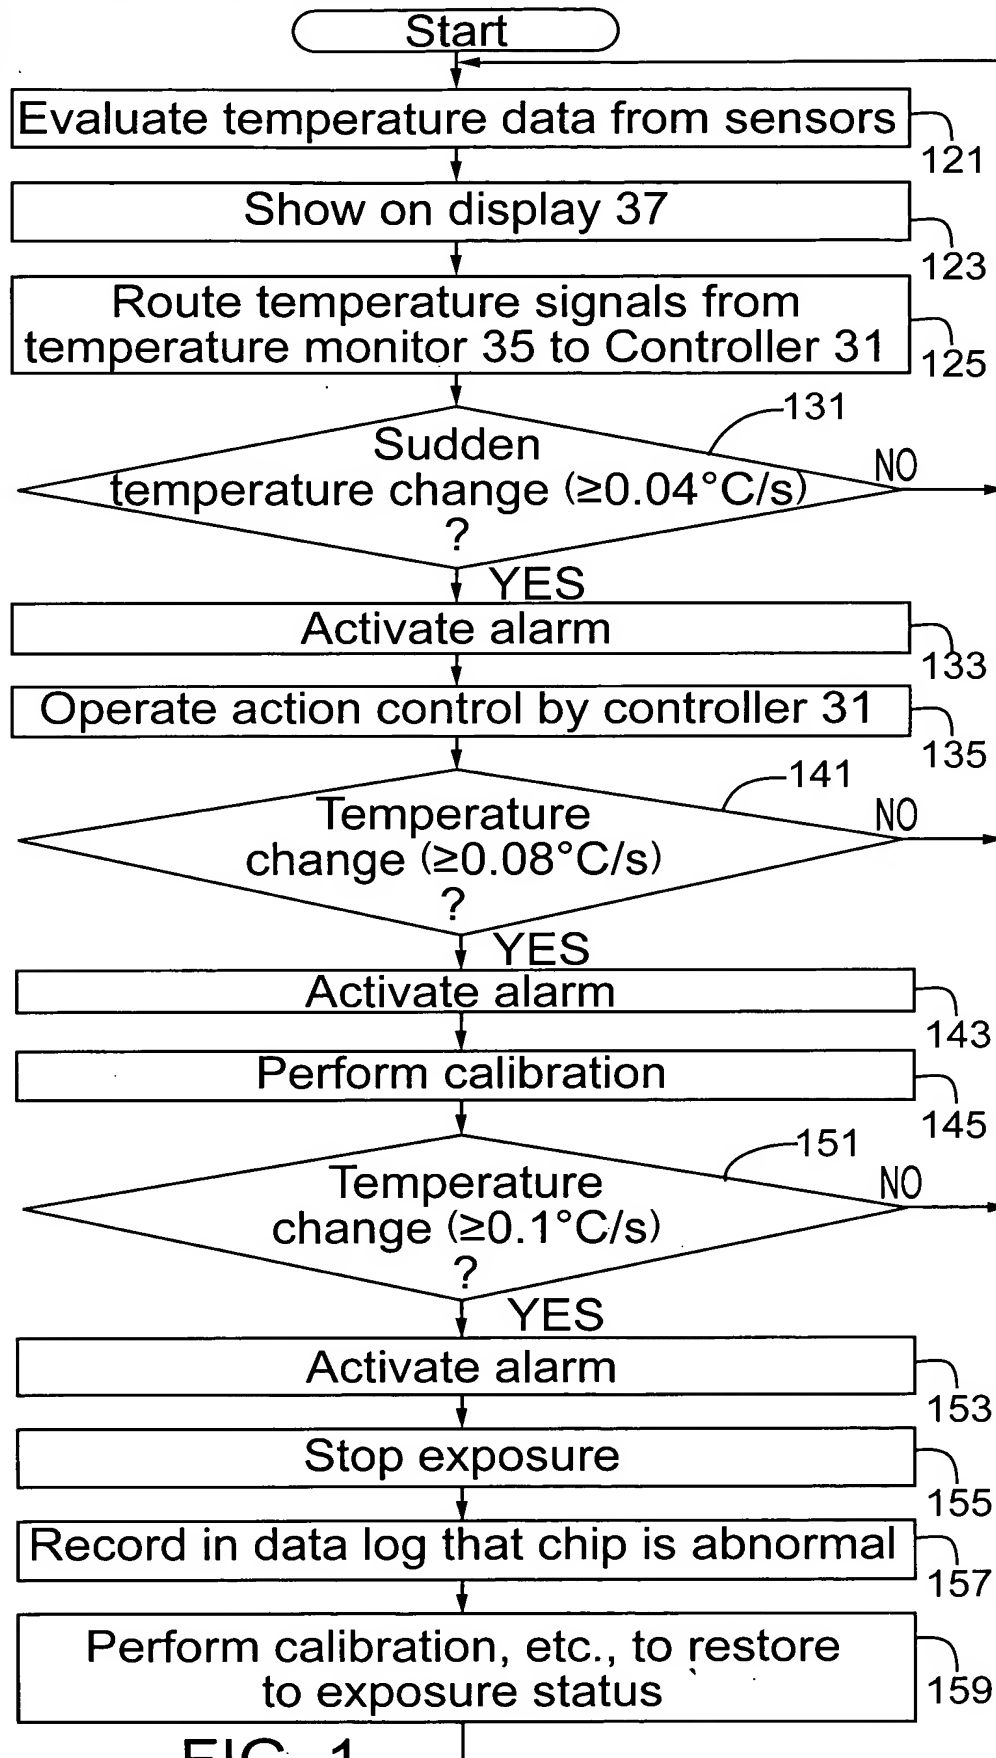 Start
Evaluate temperature data from sensors
121
Show on display 37
123
Route temperature signals from
temperature monitor 35 to Controller 31
125
131
Sudden
temperature change (≥0.04°C/s)
?
NO
YES
Activate alarm
133
Operate action control by controller 31
135
141
Temperature
change (≥0.08°C/s)
?
NO
YES
Activate alarm
143
Perform calibration
145
151
Temperature
change (≥0.1°C/s)
?
NO
YES
Activate alarm
153
Stop exposure
155
Record in data log that chip is abnormal
157
Perform calibration, etc., to restore
to exposure status
159
FIG. 1